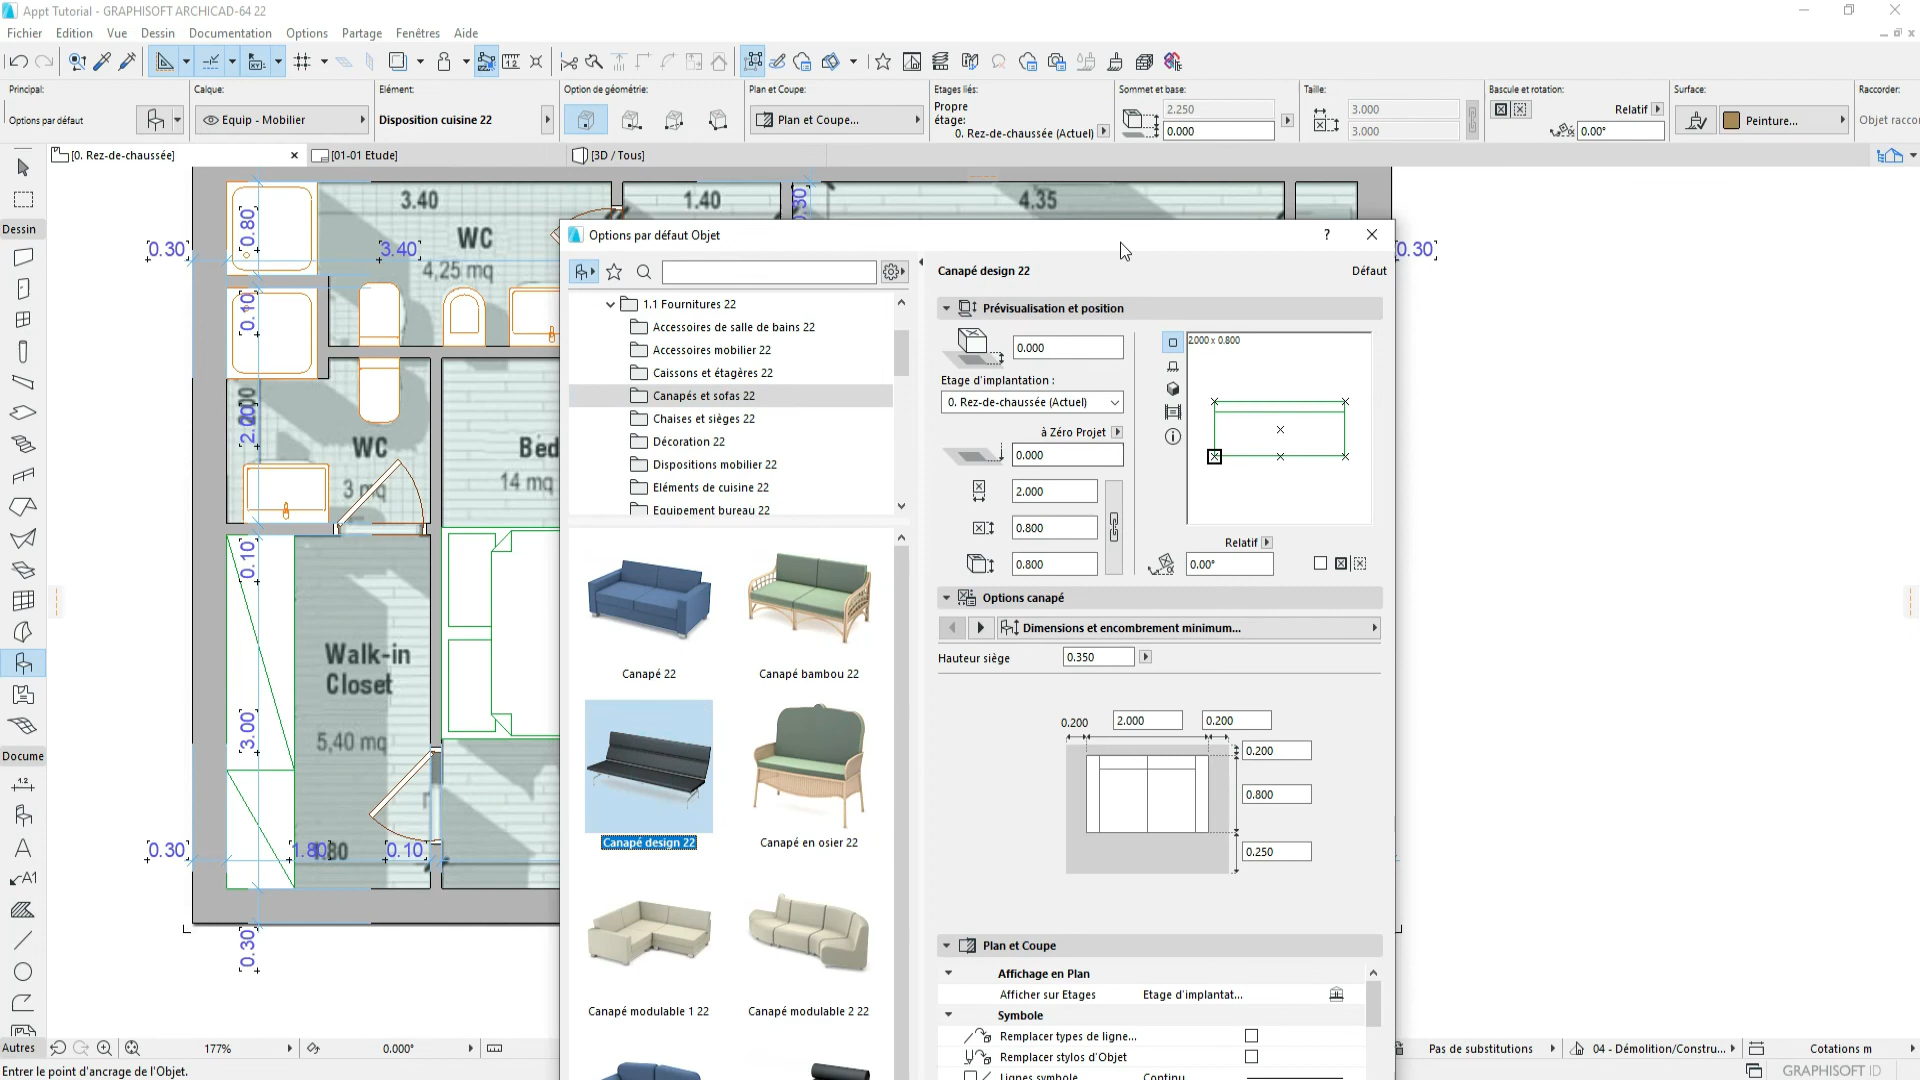 Appt Tutorial - GRAPHISOFT ARCHICAD-64 22
Fichier Edition Vue Dessin Documentation Options Partage Fenêtres Aide
Principal: Calque: Elément: Option de géométrie: Plan et Coupe: Etages liés: Sommet et base: Taille: Bascule et rotation: Surface: Raccorder:
Options par défaut
Equip - Mobilier
Disposition cuisine 22
Plan et Coupe...
Propre
étage:
0. Rez-de-chaussée (Actuel)
2.250
0.000
3.000
3.000
Relatif
0.00°
Peinture...
Objet racco
[0. Rez-de-chaussée]
[01-01 Etude]
[3D / Tous]
Dessin
Docume
1.2
A
A1
Autres
3.40
1.40
4.35
0.80
0.30
3.40
WC
4,25 mq
0.30
0.10
2.00
WC
3 mq
Bed
14 mq
0.10
Walk-in
Closet
5,40 mq
3.00
0.30
1.80
0.10
0.30
Options par défaut Objet
?
1.1 Fournitures 22
Accessoires de salle de bains 22
Accessoires mobilier 22
Caissons et étagères 22
Canapés et sofas 22
Chaises et sièges 22
Décoration 22
Dispositions mobilier 22
Eléments de cuisine 22
Equipement bureau 22
Canapé 22
Canapé bambou 22
Canapé design 22
Canapé en osier 22
Canapé modulable 1 22
Canapé modulable 2 22
Canapé design 22
Défaut
Prévisualisation et position
0.000
Etage d'implantation :
0. Rez-de-chaussée (Actuel)
à Zéro Projet
0.000
2.000
0.800
0.800
2.000 x 0.800
Relatif
0.00°
Options canapé
Dimensions et encombrement minimum...
Hauteur siège
0.350
0.200
2.000
0.200
0.200
0.800
0.250
Plan et Coupe
Affichage en Plan
Afficher sur Etages
Etage d'implantat...
Symbole
Remplacer types de ligne...
Remplacer stylos d'Objet
Lignes symbole
Continu
177%
0.000°
Pas de substitutions
04 - Démolition/Constru...
Cotations m
Entrer le point d'ancrage de l'Objet.
GRAPHISOFT ID